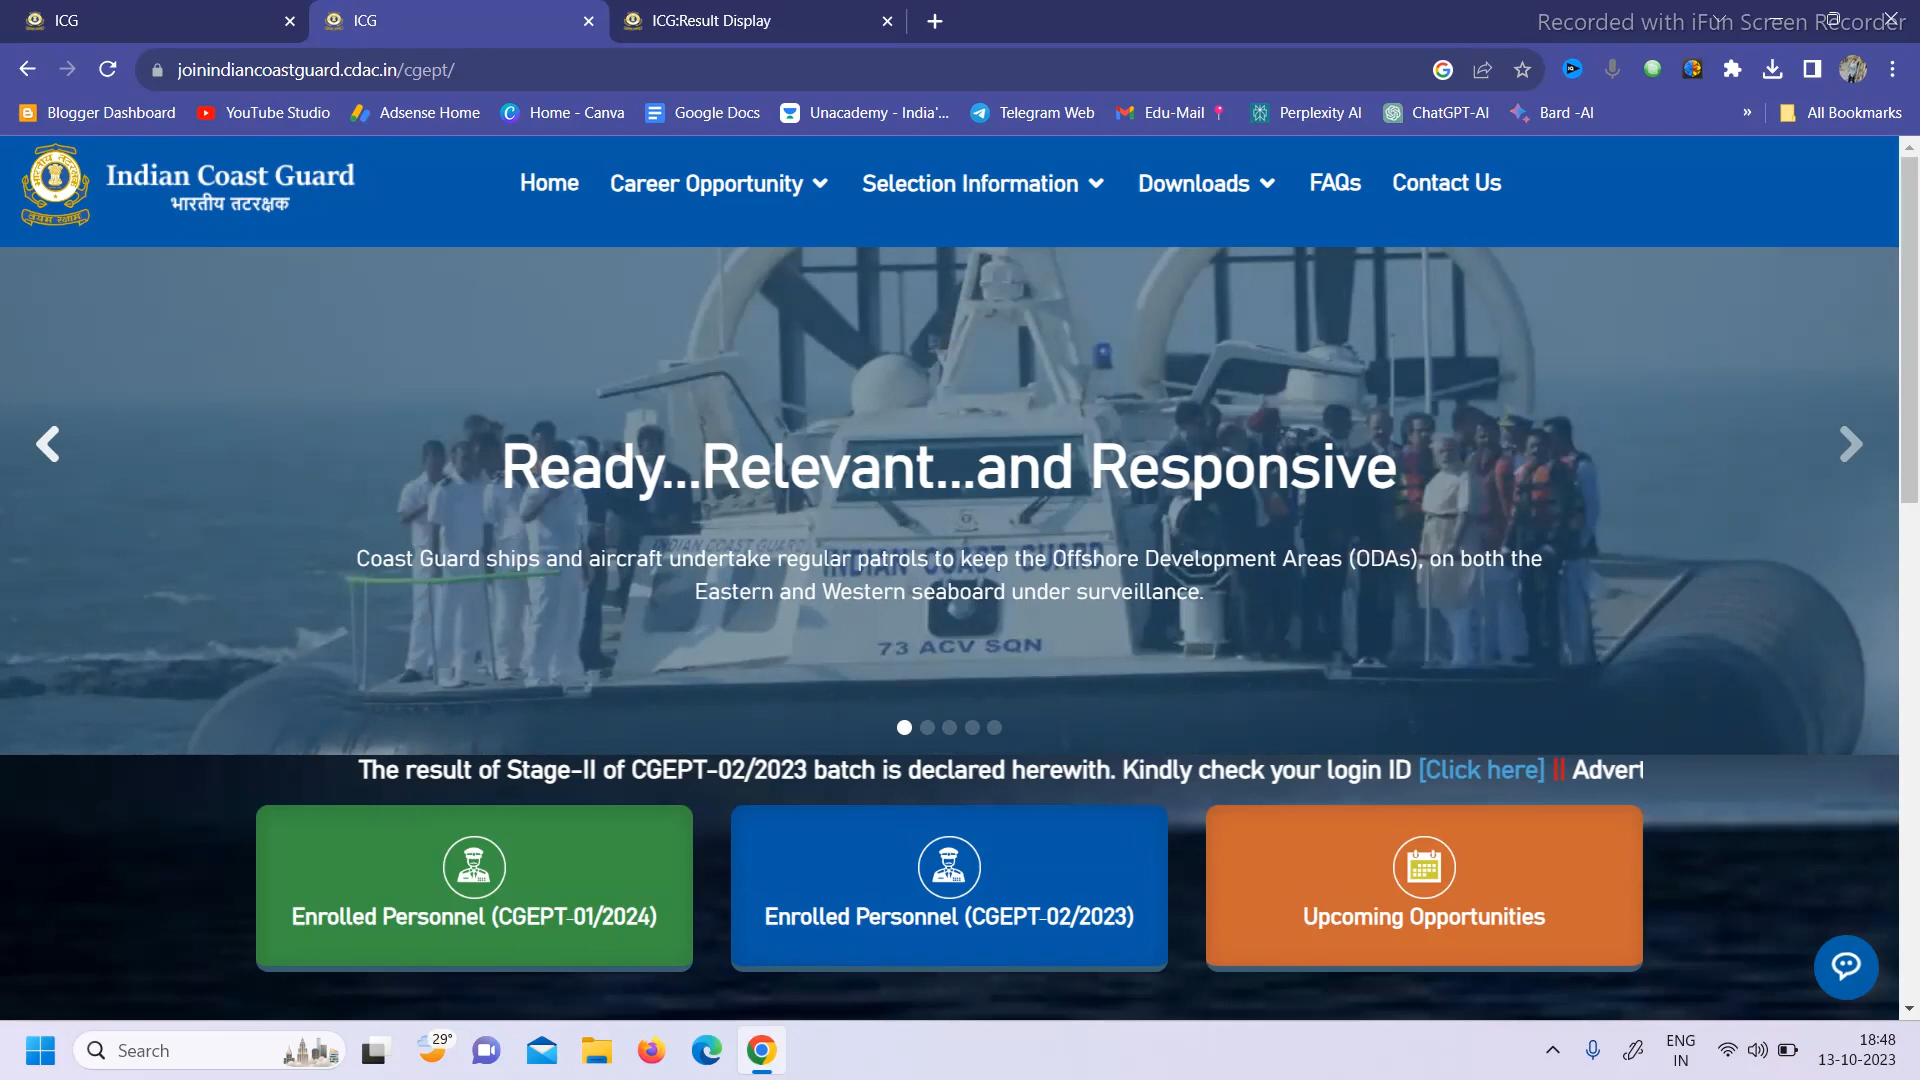 ICG
ICG
ICG:Result Display
Recorded with iFun Screen Recorder
joinindiancoastguard.cdac.in/cgept/
Blogger Dashboard
YouTube Studio
Adsense Home
Home - Canva
Google Docs
Unacademy - India'...
Telegram Web
Edu-Mail
Perplexity AI
ChatGPT-AI
Bard -AI
»
All Bookmarks
Indian Coast Guard
भारतीय तटरक्षक
Home
Career Opportunity
Selection Information
Downloads
FAQs
Contact Us
Ready...Relevant...and Responsive
Coast Guard ships and aircraft undertake regular patrols to keep the Offshore Development Areas (ODAs), on both the
Eastern and Western seaboard under surveillance.
INDIAN COAST GUARD
73 ACV SQN
The result of Stage-II of CGEPT-02/2023 batch is declared herewith. Kindly check your login ID [Click here] || Advert
Enrolled Personnel (CGEPT-01/2024)
Enrolled Personnel (CGEPT-02/2023)
Upcoming Opportunities
Search
29°
ENG
IN
18:48
13-10-2023